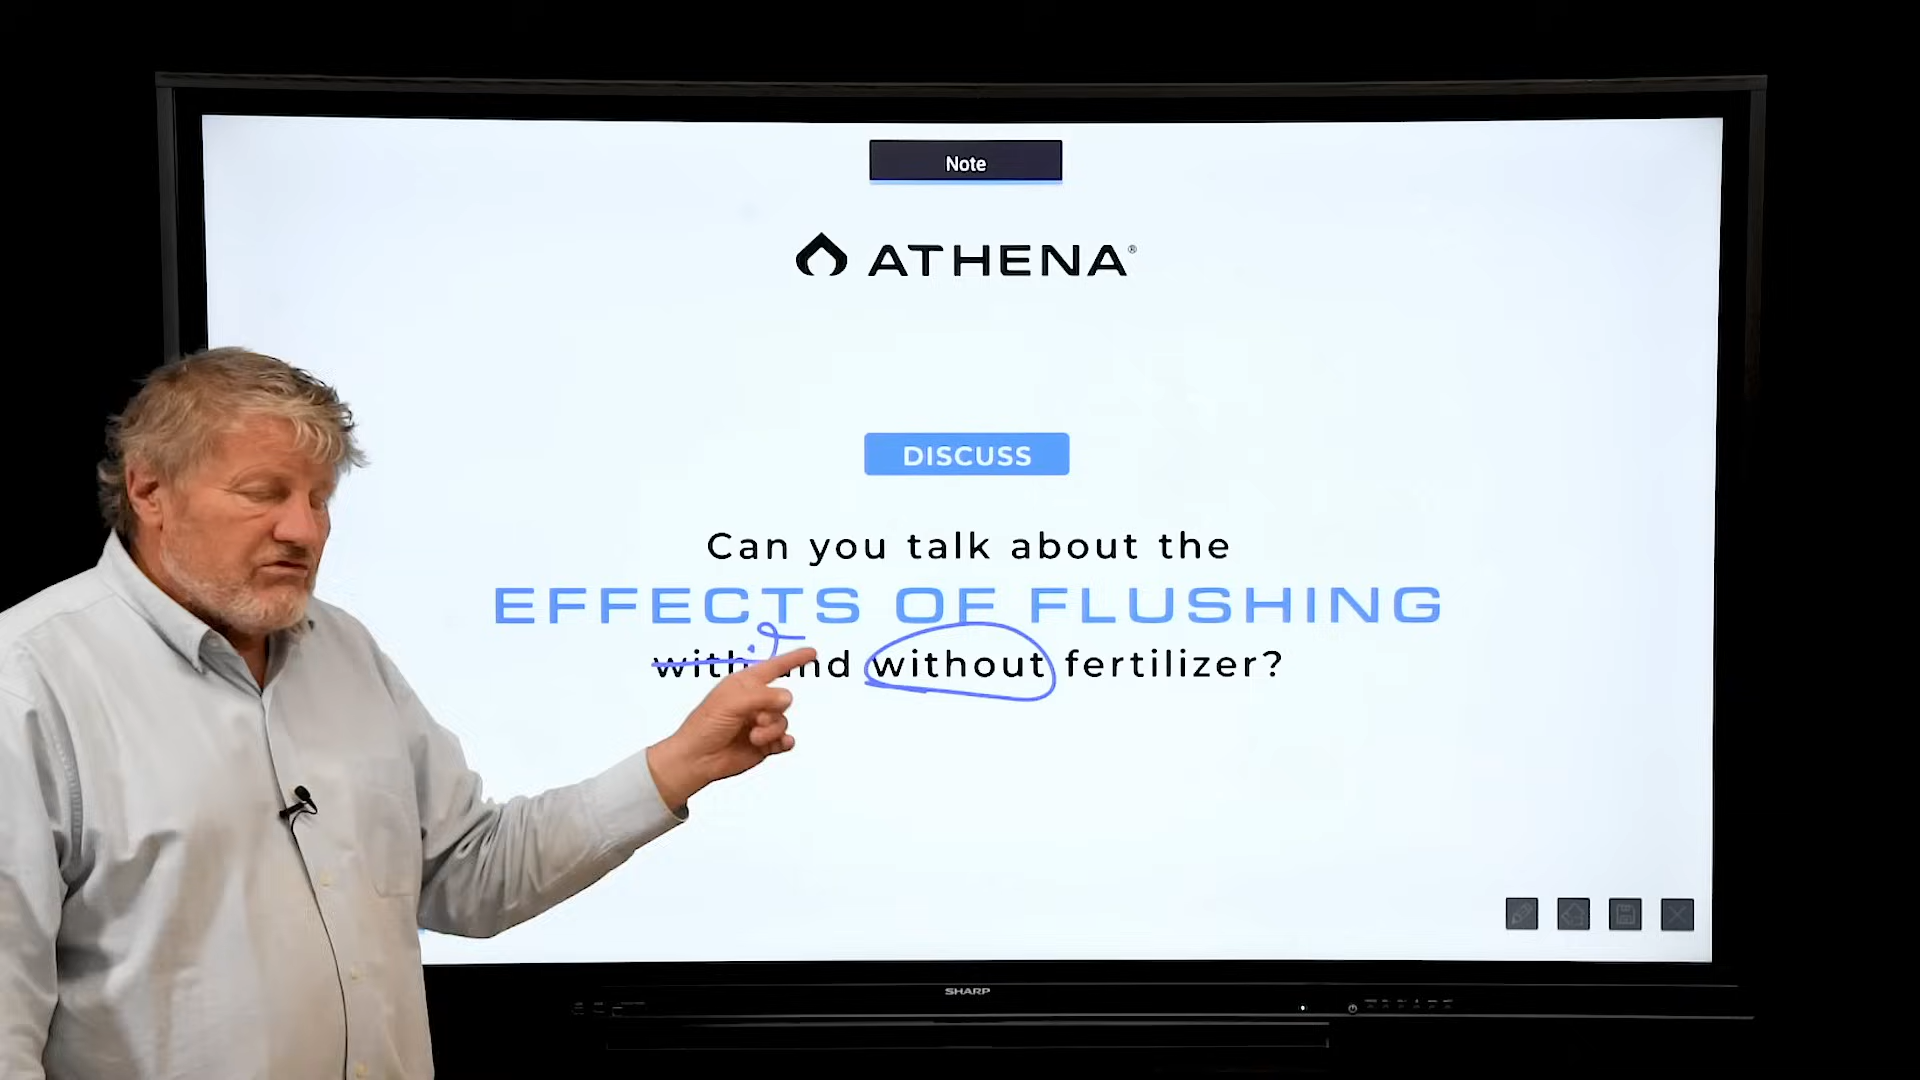 Note
ATHENA®
DISCUSS
Can you talk about the
EFFECTS OF FLUSHING
with and without fertilizer?
SHARP